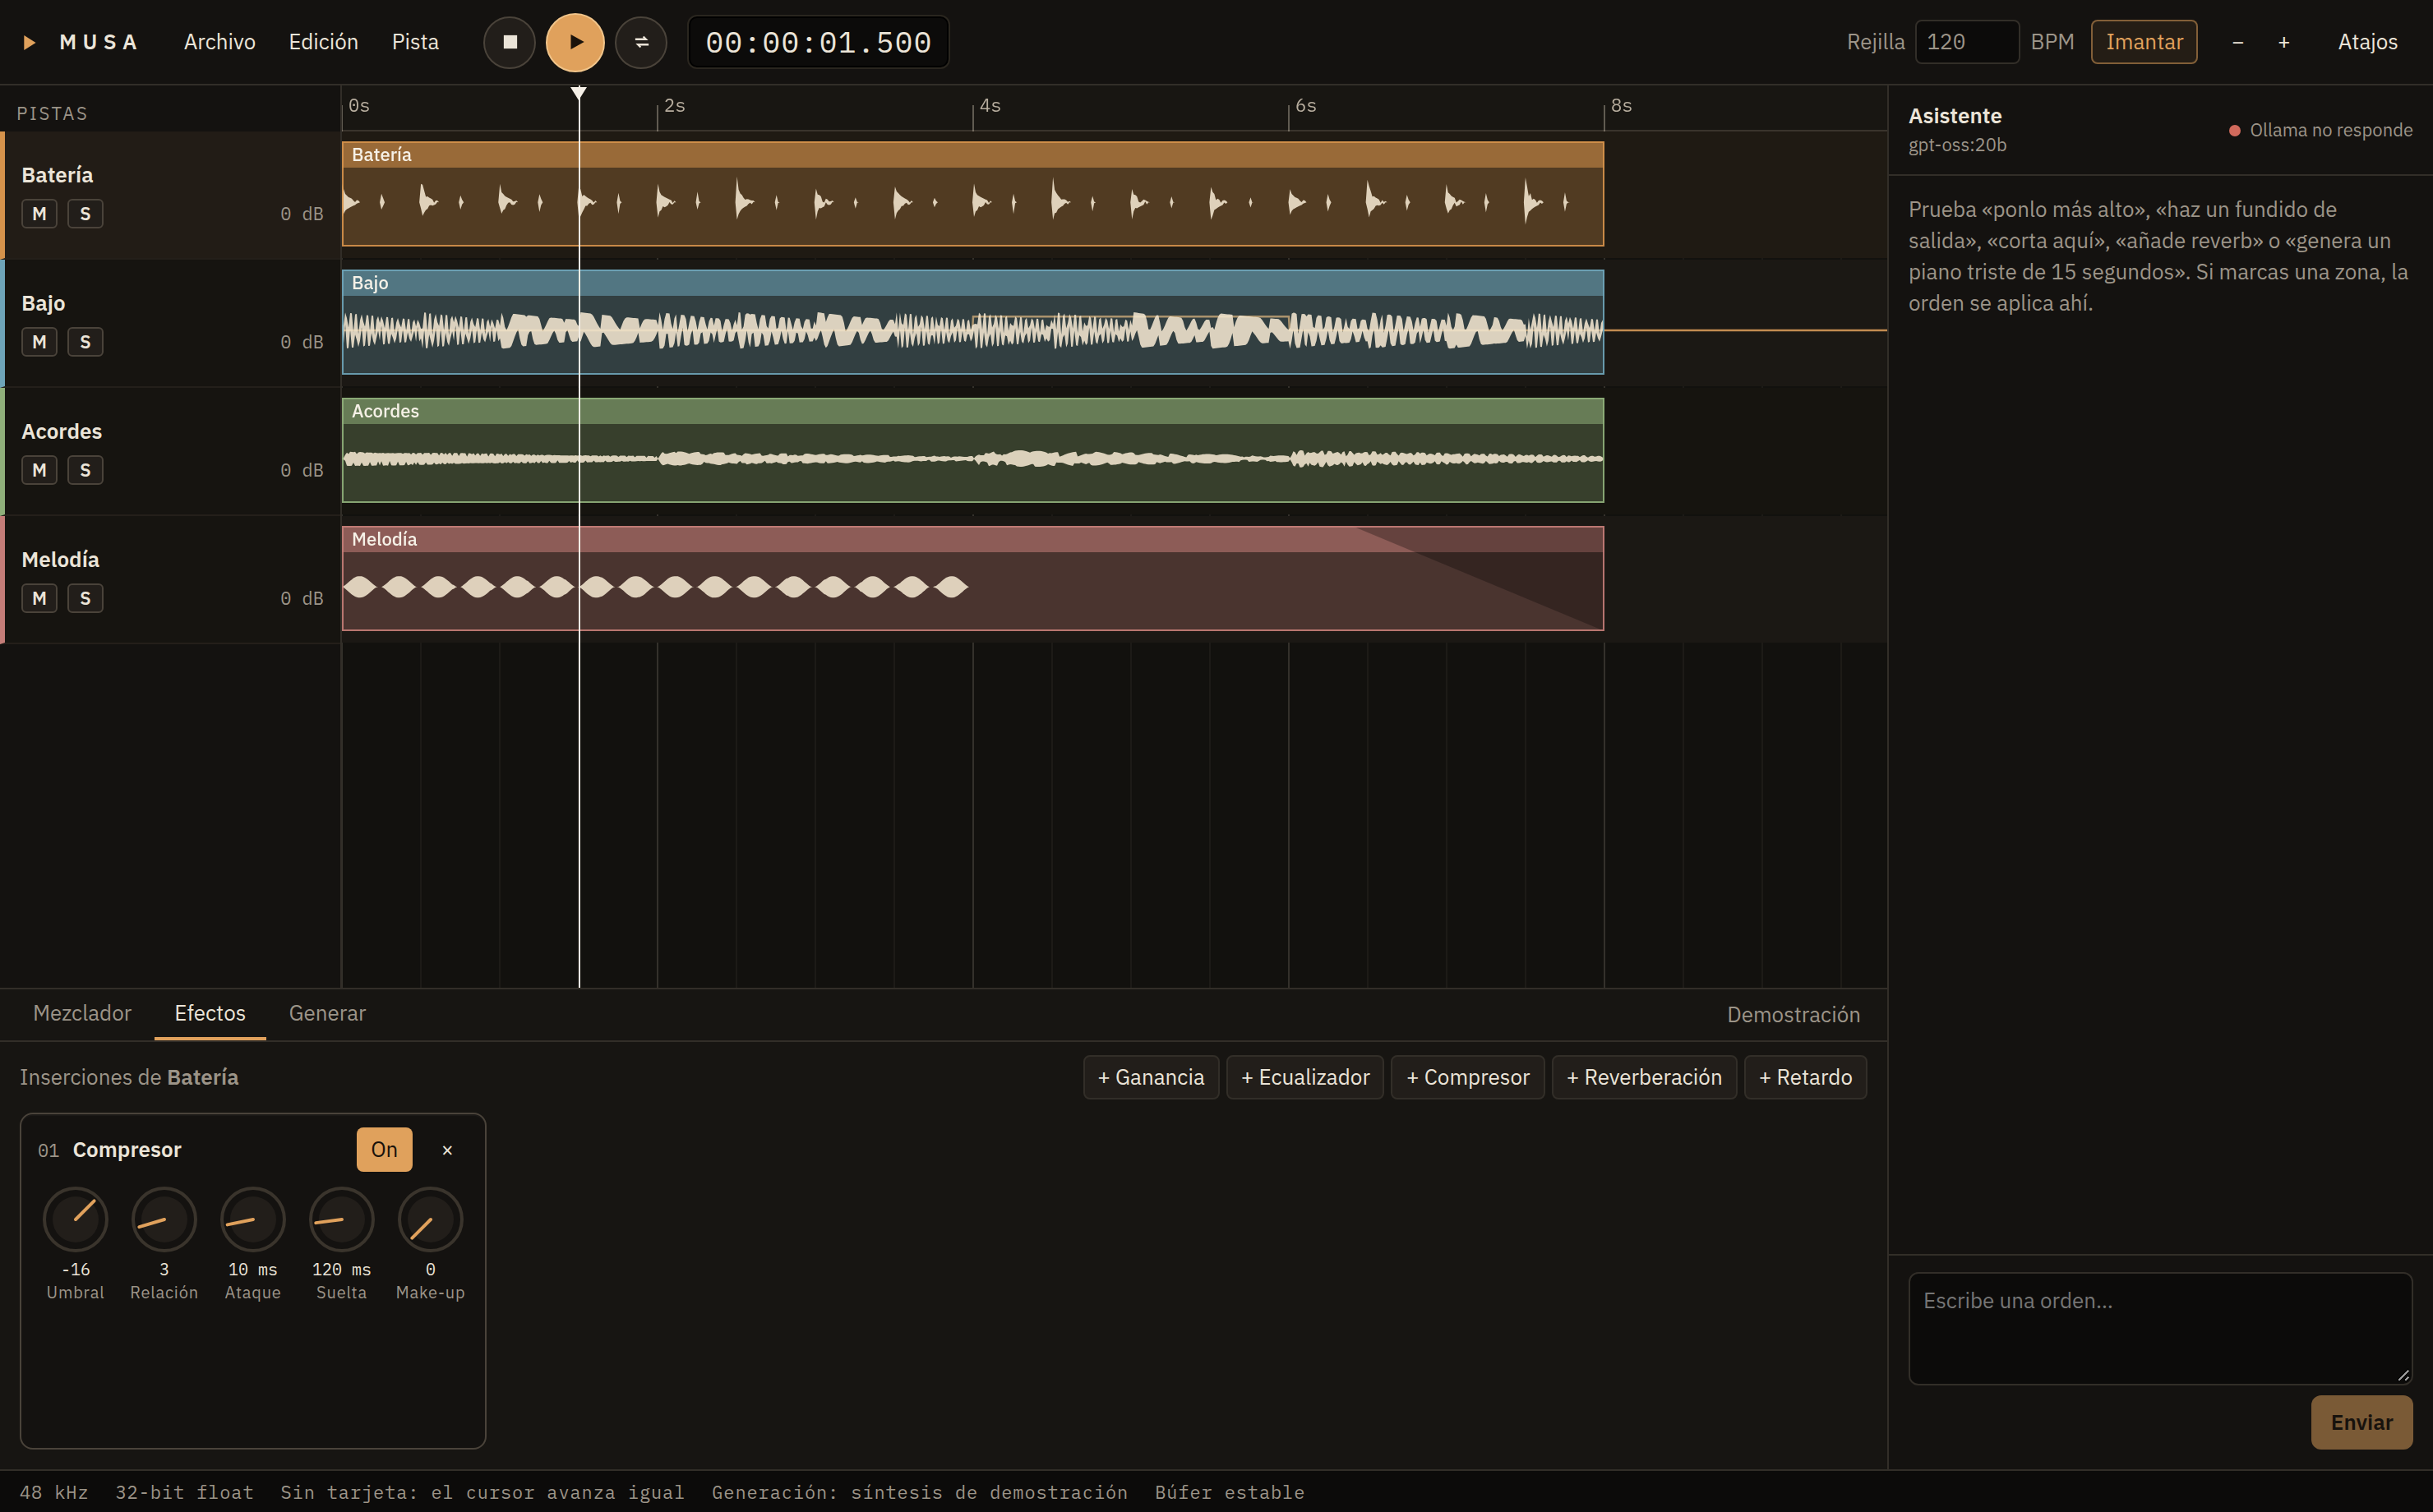 MUSA Archivo Edición Pista 00:00:01.500 Rejilla 120 BPM Imantar − + Atajos
PISTAS
0s 2s 4s 6s 8s
Batería
M S 0 dB
Bajo
M S 0 dB
Acordes
M S 0 dB
Melodía
M S 0 dB
Batería
Bajo
Acordes
Melodía
Asistente
gpt-oss:20b
Ollama no responde
Prueba «ponlo más alto», «haz un fundido de
salida», «corta aquí», «añade reverb» o «genera un
piano triste de 15 segundos». Si marcas una zona, la
orden se aplica ahí.
Mezclador Efectos Generar Demostración
Inserciones de Batería + Ganancia + Ecualizador + Compresor + Reverberación + Retardo
01 Compresor On ×
-16 3 10 ms 120 ms 0
Umbral Relación Ataque Suelta Make-up
Escribe una orden...
Enviar
48 kHz 32-bit float Sin tarjeta: el cursor avanza igual Generación: síntesis de demostración Búfer estable